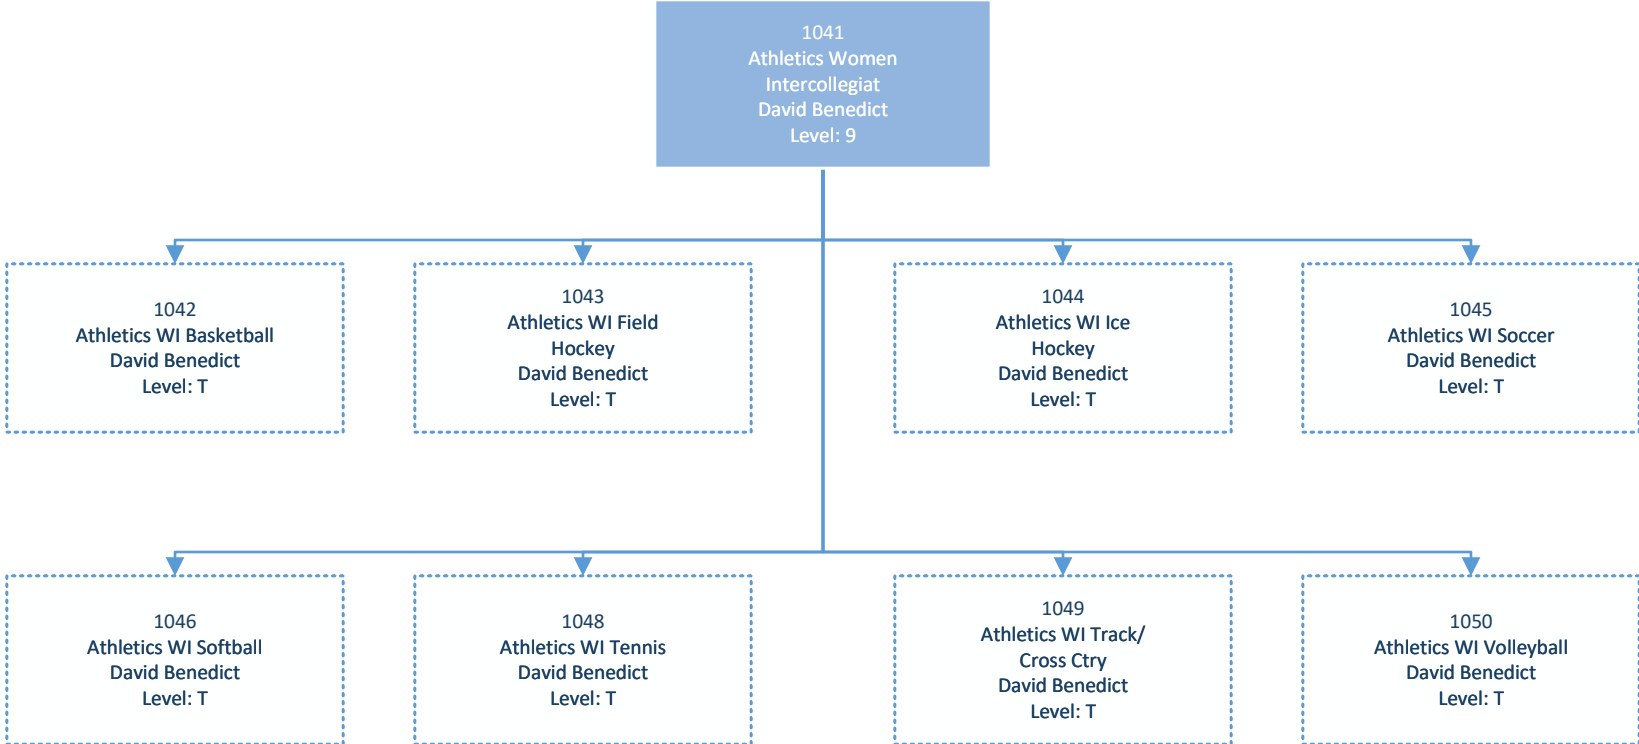 1041
Athletics Women
Intercollegiat
David Benedict
Level: 9
1042
Athletics WI Basketball
David Benedict
Level: T
1043
Athletics WI Field
Hockey
David Benedict
Level: T
1044
Athletics WI Ice
Hockey
David Benedict
Level: T
1045
Athletics WI Soccer
David Benedict
Level: T
1046
Athletics WI Softball
David Benedict
Level: T
1048
Athletics WI Tennis
David Benedict
Level: T
1049
Athletics WI Track/
Cross Ctry
David Benedict
Level: T
1050
Athletics WI Volleyball
David Benedict
Level: T